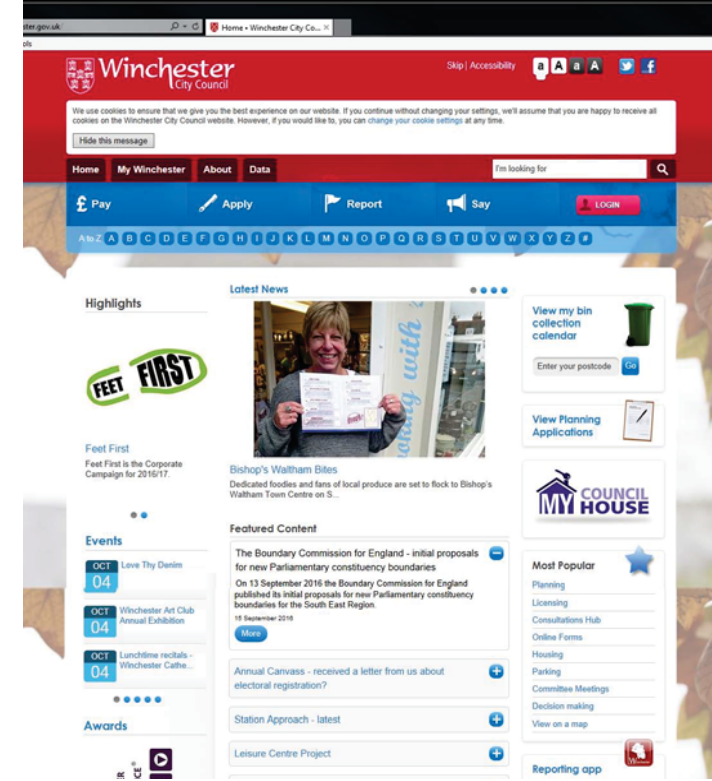 ster.gov.uk/
Home • Winchester City Co...
ols
Winchester
City Council
Skip | Accessibility
a A a A
We use cookies to ensure that we give you the best experience on our website. If you continue without changing your settings, we'll assume that you are happy to receive all
cookies on the Winchester City Council website. However, if you would like to, you can change your cookie settings at any time.
Hide this message
Home My Winchester About Data
I'm looking for
£ Pay Apply Report Say LOGIN
A to Z A B C D E F G H I J K L M N O P Q R S T U V W X Y Z #
Highlights
FEET FIRST
Feet First
Feet First is the Corporate
Campaign for 2016/17.
Events
OCT
04
Love Thy Denim
OCT
04
Winchester Art Club
Annual Exhibition
OCT
04
Lunchtime recitals -
Winchester Cathe...
Awards
Latest News
Bishop's Waltham Bites
Dedicated foodies and fans of local produce are set to flock to Bishop's
Waltham Town Centre on S...
Featured Content
The Boundary Commission for England - initial proposals
for new Parliamentary constituency boundaries
On 13 September 2016 the Boundary Commission for England
published its initial proposals for new Parliamentary constituency
boundaries for the South East Region.
15 September 2016
More
Annual Canvass - received a letter from us about
electoral registration?
Station Approach - latest
Leisure Centre Project
View my bin
collection
calendar
Enter your postcode Go
View Planning
Applications
MY COUNCIL
HOUSE
Most Popular
Planning
Licensing
Consultations Hub
Online Forms
Housing
Parking
Committee Meetings
Decision making
View on a map
Reporting app